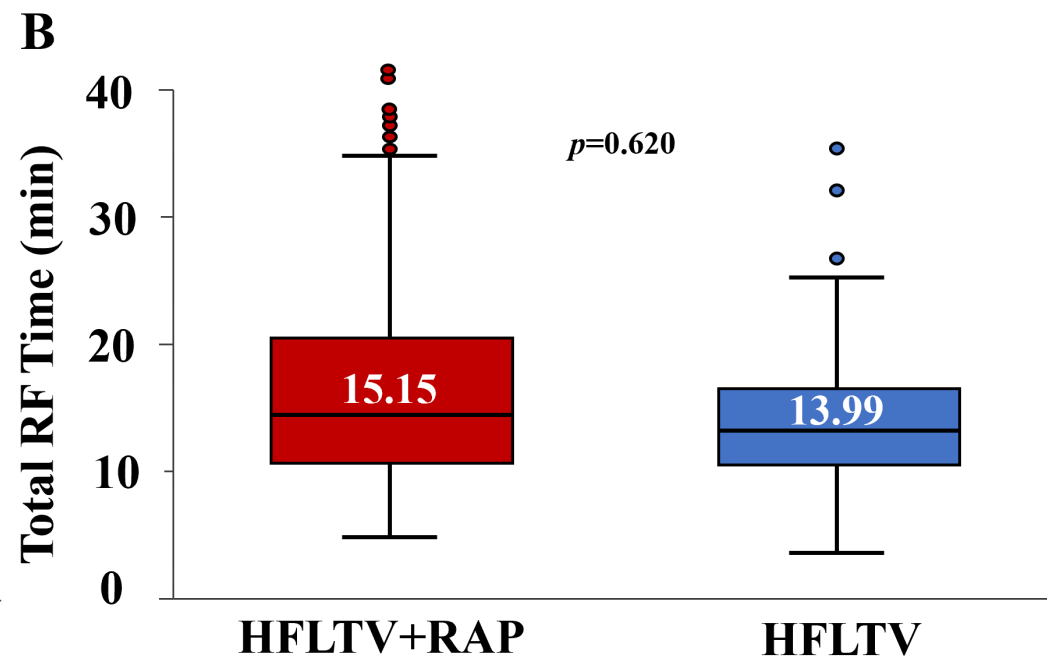 B
Total RF Time (min)
40
30
20
10
0
p=0.620
15.15
13.99
HFLTV+RAP
HFLTV